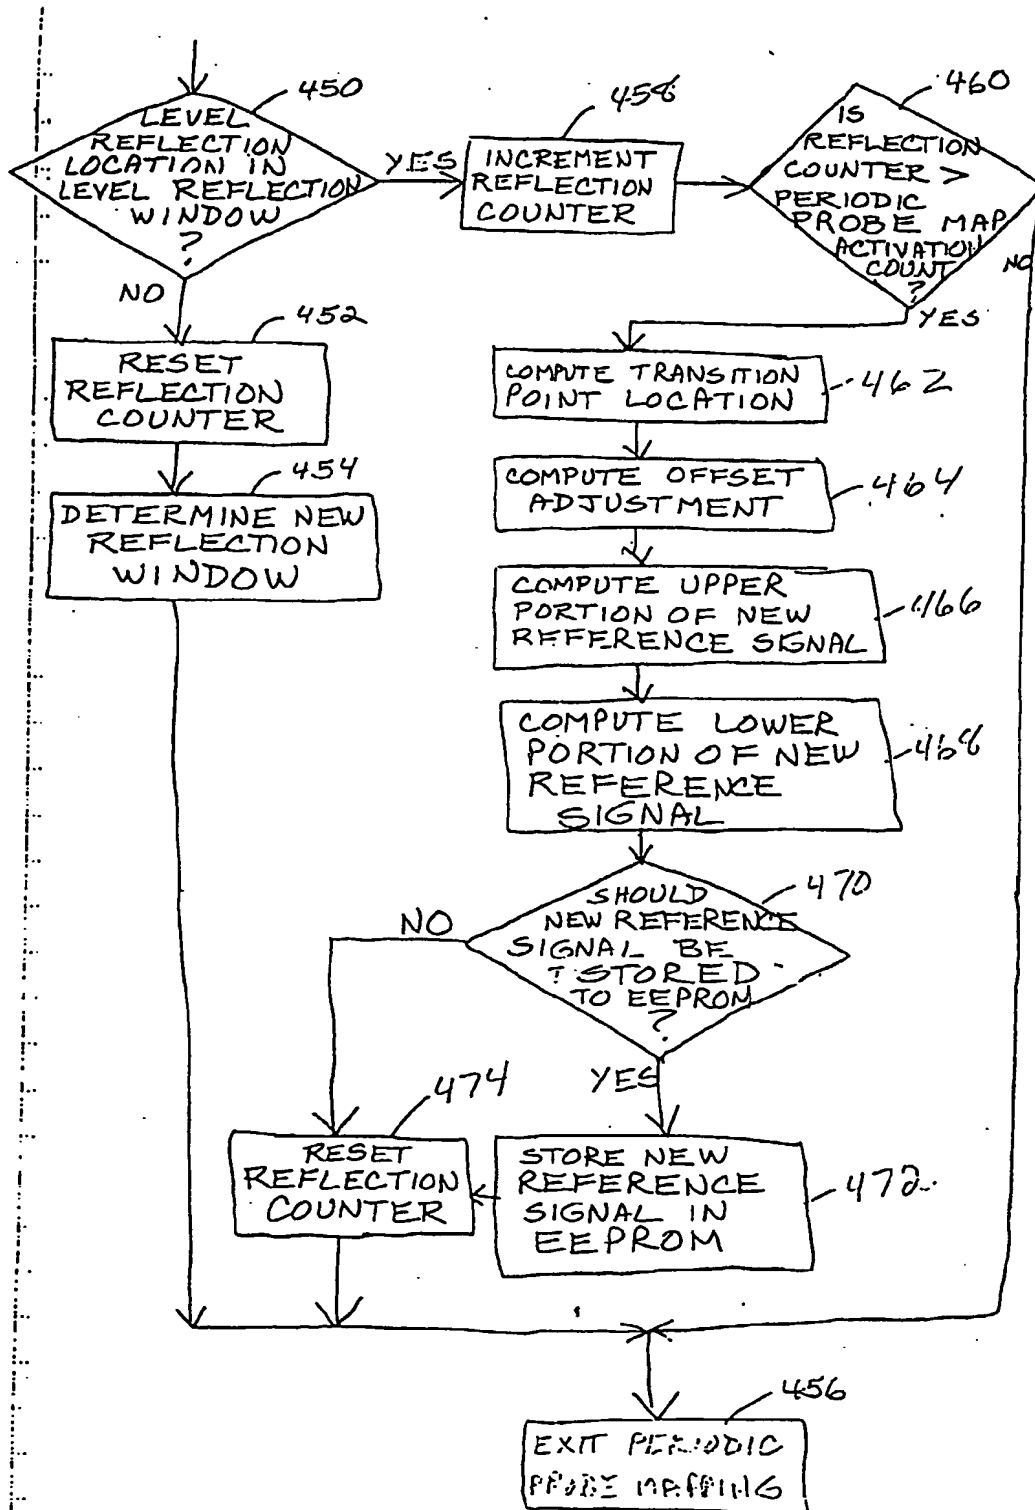 450
LEVEL
REFLECTION
LOCATION IN
LEVEL REFLECTION
WINDOW
?
YES
NO
458
INCREMENT
REFLECTION
COUNTER
460
IS
REFLECTION
COUNTER >
PERIODIC
PROBE MAP
ACTIVATION
COUNT
?
NO
YES
452
RESET
REFLECTION
COUNTER
454
DETERMINE NEW
REFLECTION
WINDOW
COMPUTE TRANSITION
POINT LOCATION
462
COMPUTE OFFSET
ADJUSTMENT
464
COMPUTE UPPER
PORTION OF NEW
REFERENCE SIGNAL
466
COMPUTE LOWER
PORTION OF NEW
REFERENCE
SIGNAL
468
470
SHOULD
NEW REFERENCE
SIGNAL BE
STORED
TO EEPROM
?
NO
YES
474
RESET
REFLECTION
COUNTER
STORE NEW
REFERENCE
SIGNAL IN
EEPROM
472
456
EXIT PERIODIC
PROBE MAPPING